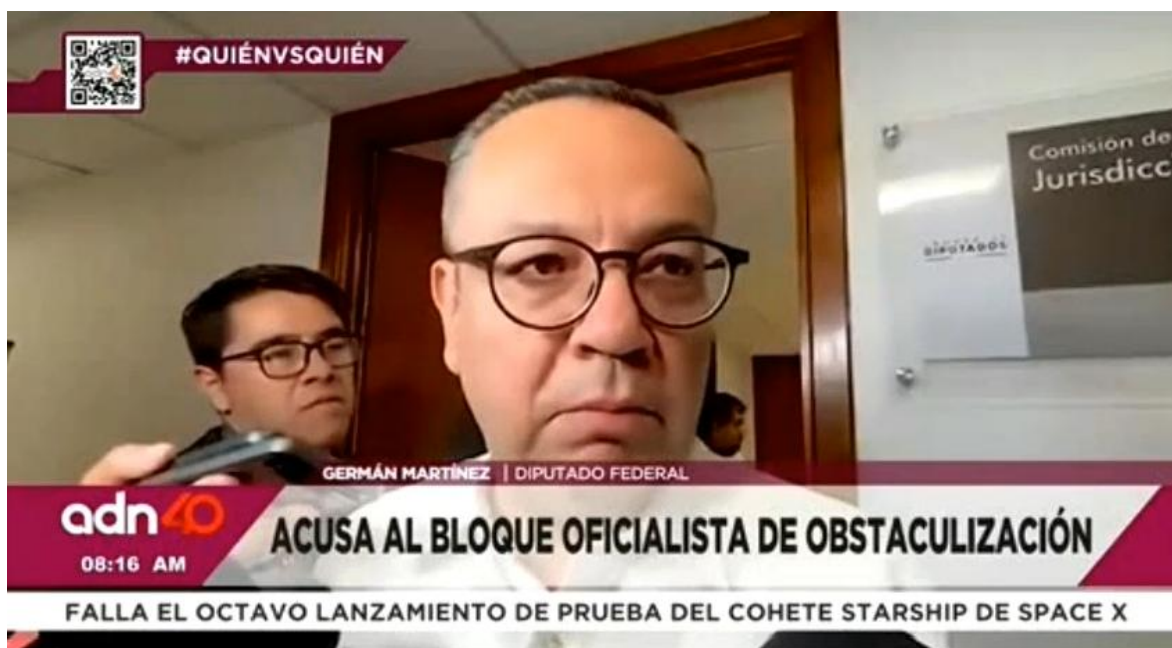 #QUIÉNVSQUIÉN
Comisión de
Jurisdicc
DIPUTADOS
GERMÁN MARTÍNEZ | DIPUTADO FEDERAL
adn40
ACUSA AL BLOQUE OFICIALISTA DE OBSTACULIZACIÓN
08:16 AM
FALLA EL OCTAVO LANZAMIENTO DE PRUEBA DEL COHETE STARSHIP DE SPACE X